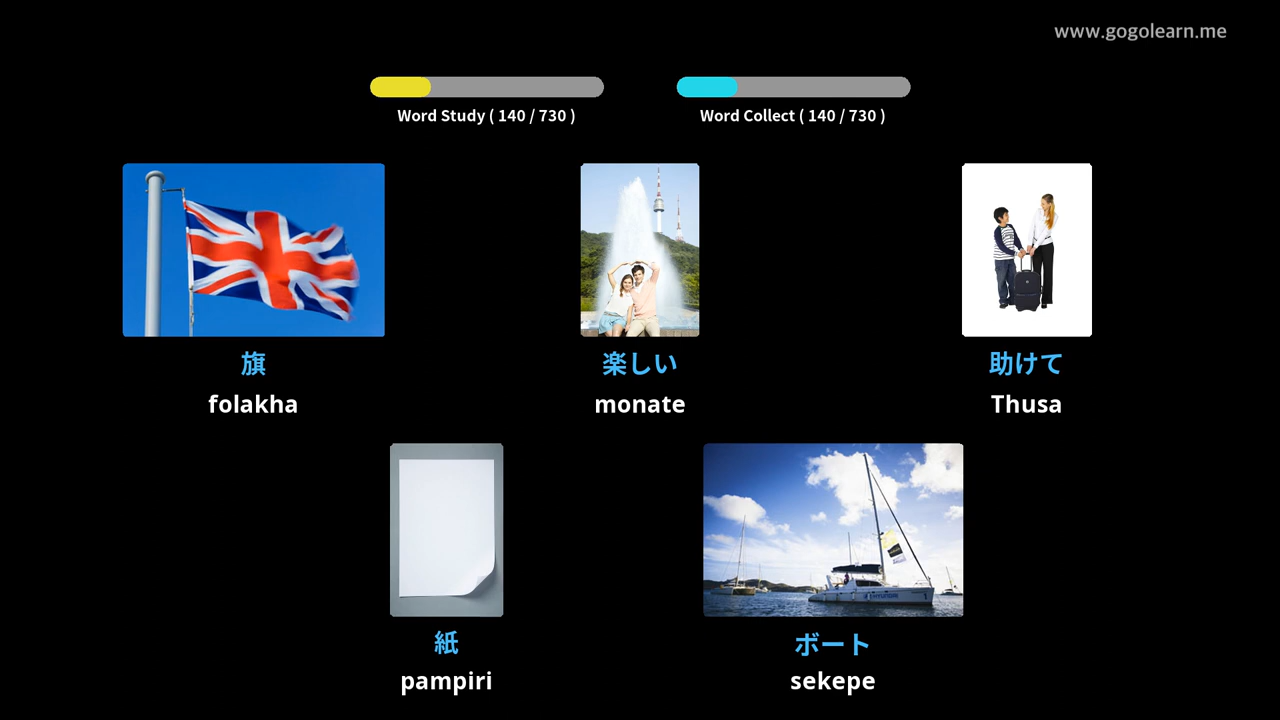 www.gogolearn.me
Word Study ( 140 / 730 )
Word Collect ( 140 / 730 )
旗
folakha
楽しい
monate
助けて
Thusa
紙
pampiri
ボート
sekepe